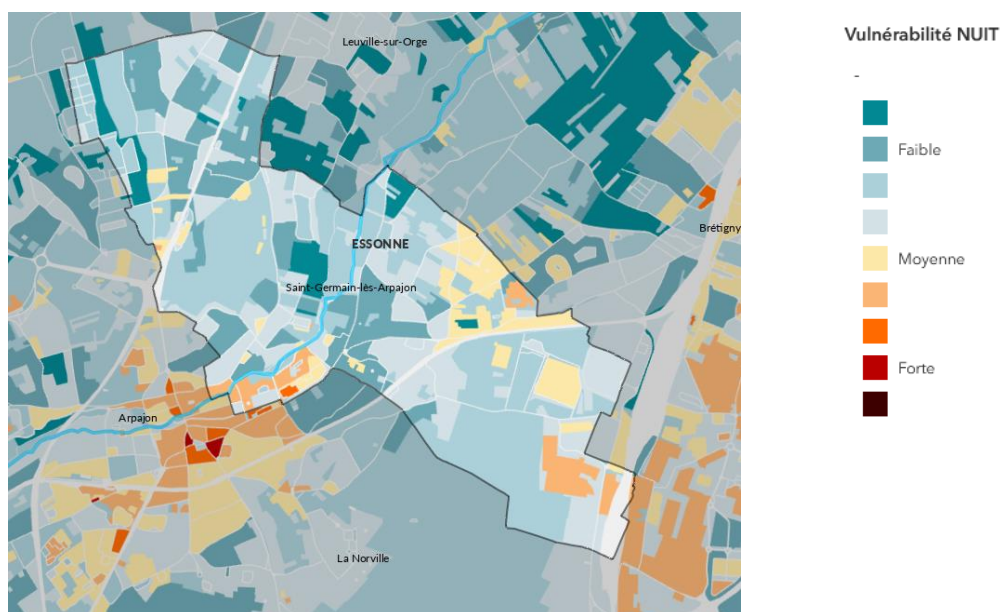 Leuville-sur-Orge
Brétigny
ESSONNE
Saint-Germain-lès-Arpajon
Arpajon
La Norville
Vulnérabilité NUIT
-
Faible
Moyenne
Forte